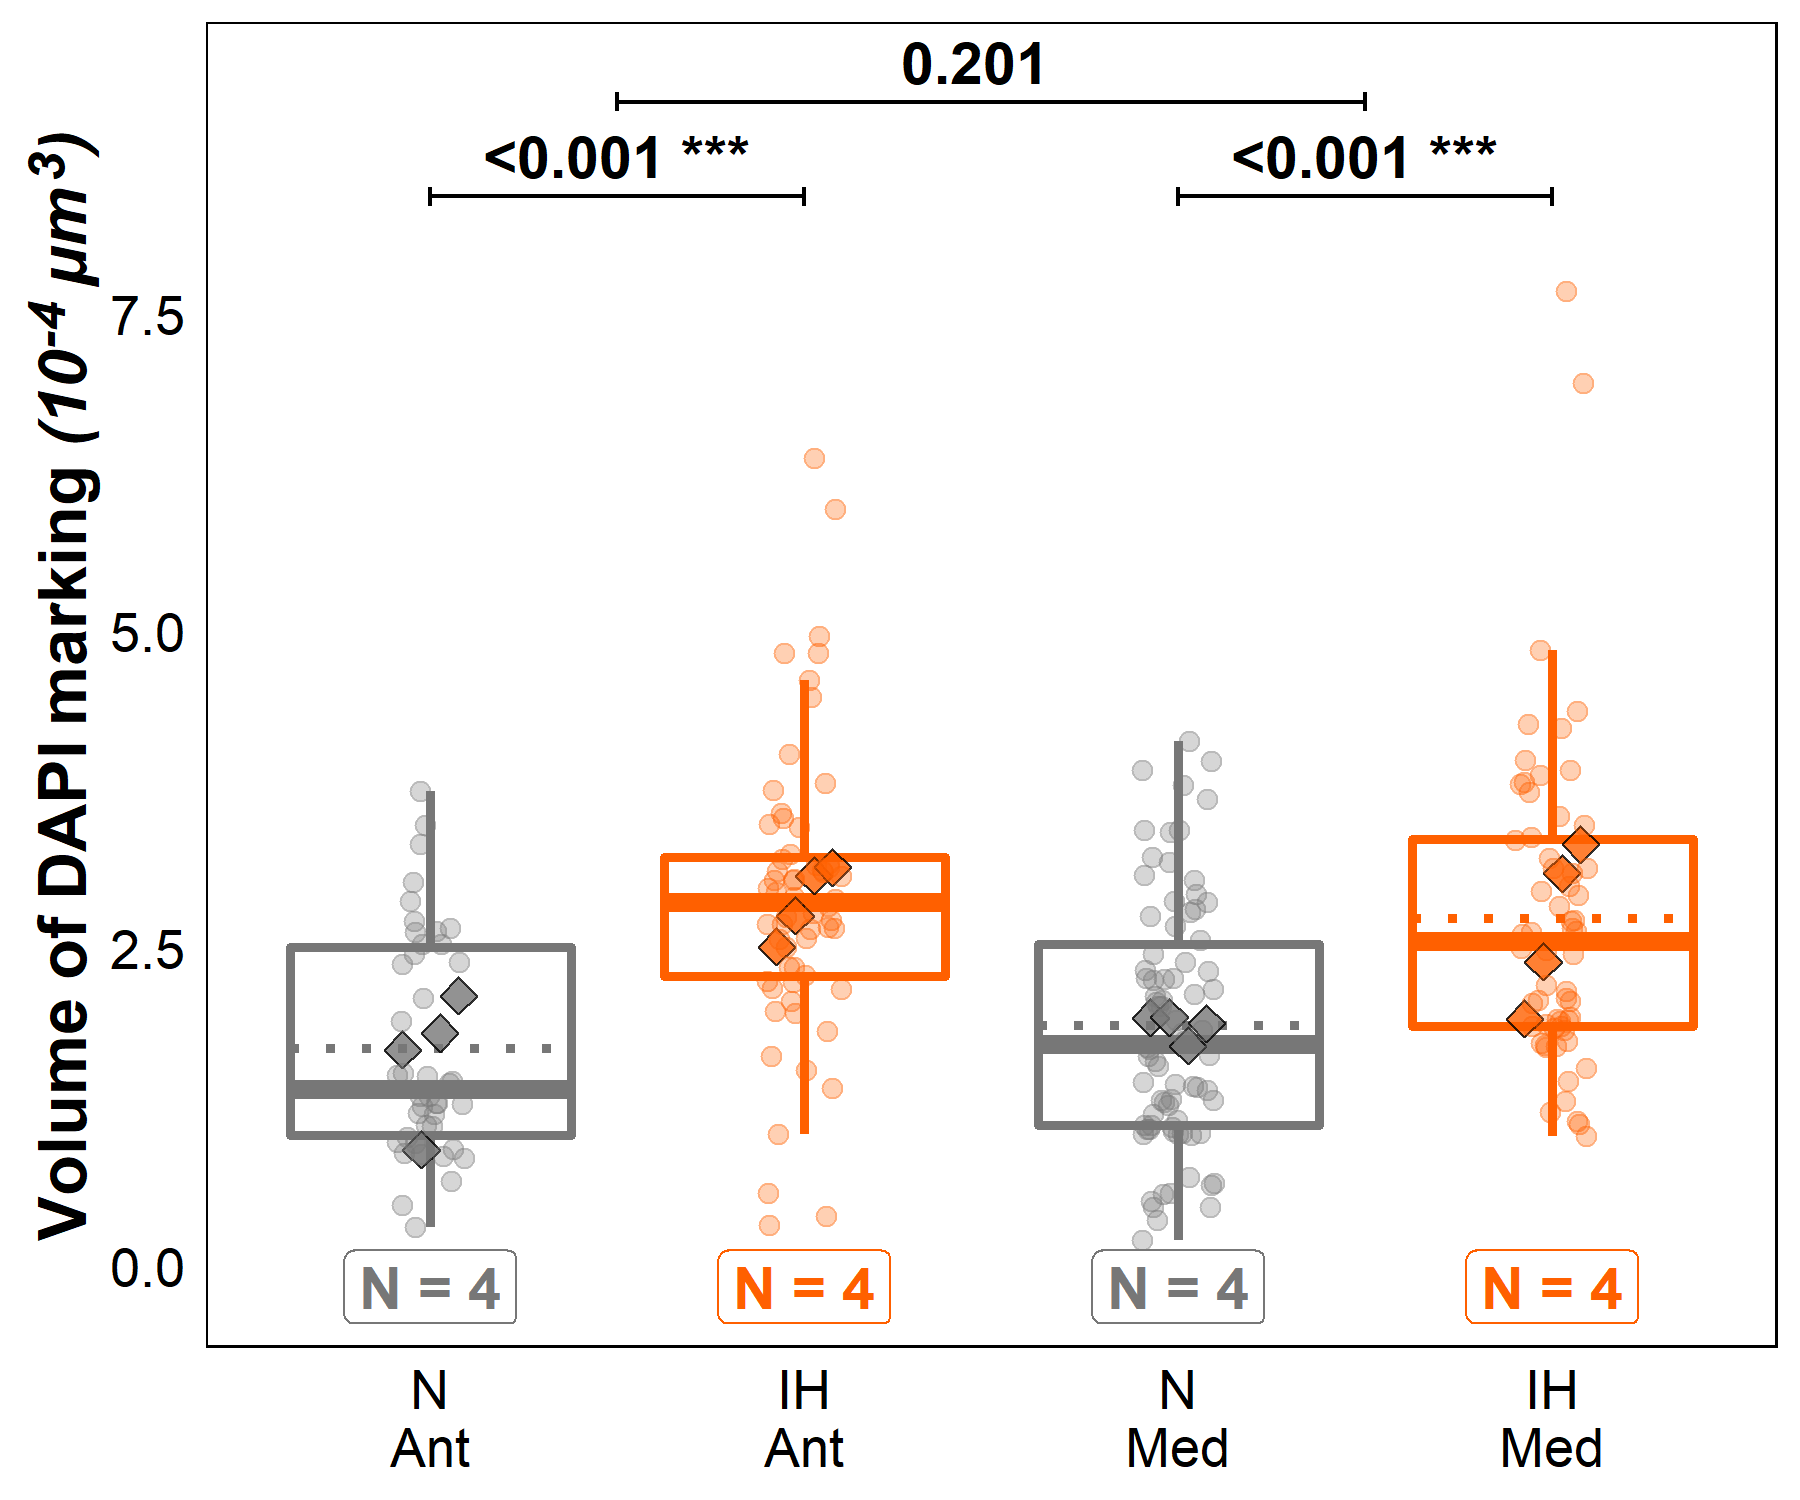 0.201
<0.001 ***
<0.001 ***
Volume of DAPI marking (10⁻⁴ µm³)
7.5
5.0
2.5
0.0
N = 4
N = 4
N = 4
N = 4
N
Ant
IH
Ant
N
Med
IH
Med